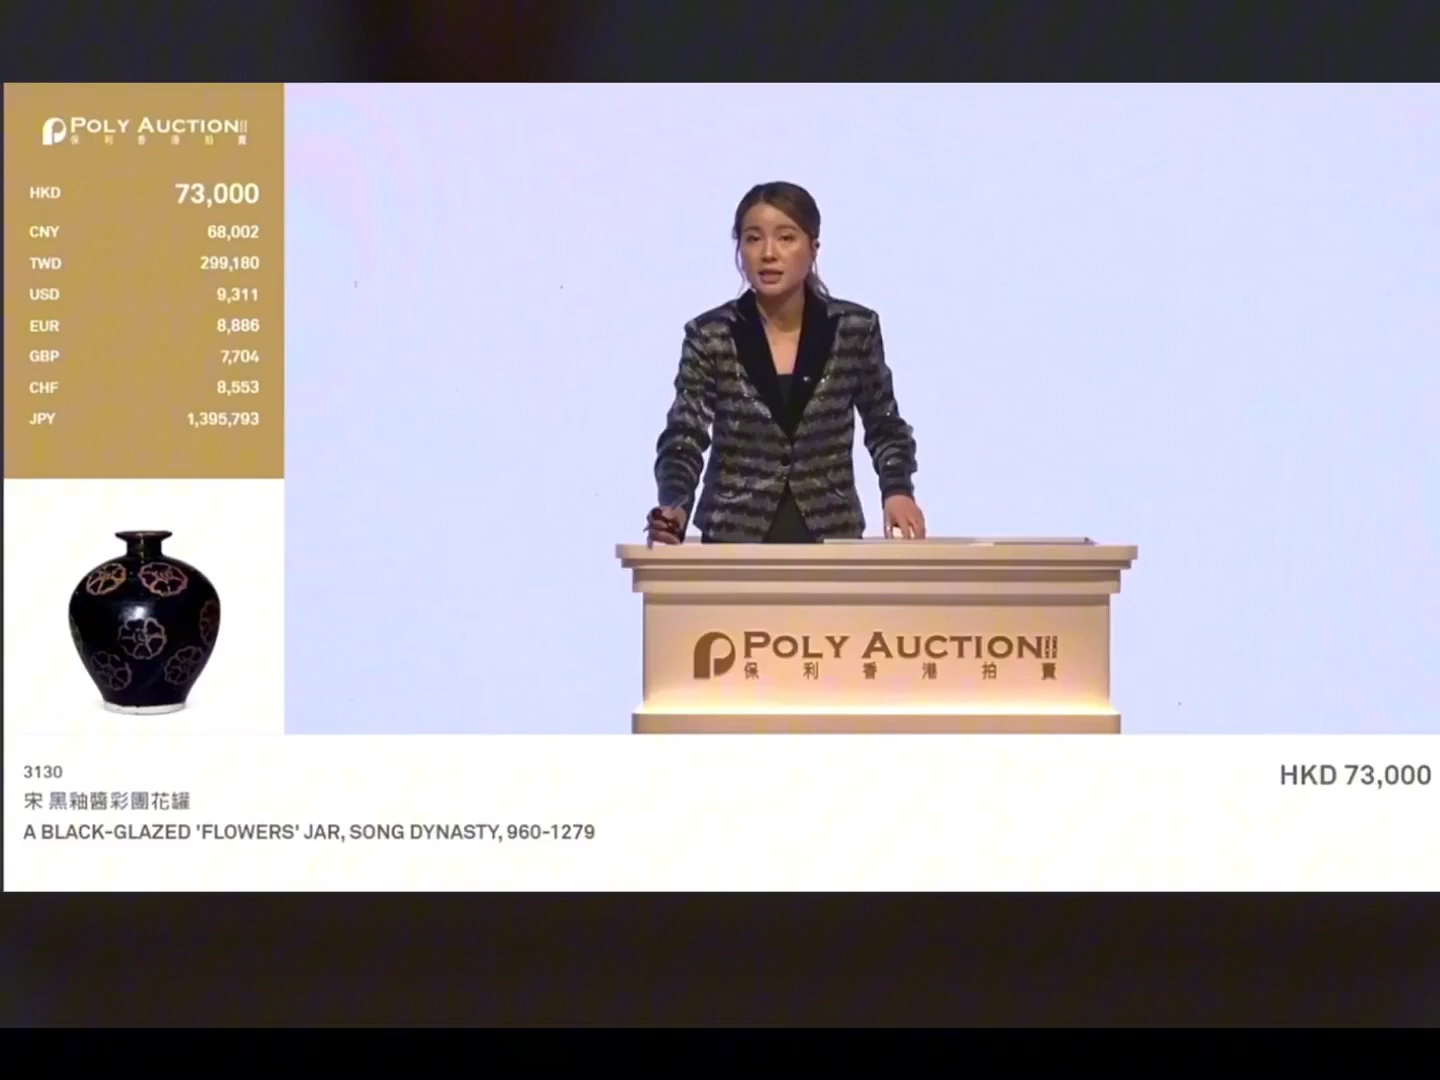 POLY AUCTION
保利香港拍賣
HKD 73,000
CNY 68,002
TWD 299,180
USD 9,311
EUR 8,886
GBP 7,704
CHF 8,553
JPY 1,395,793
POLY AUCTION
保利香港拍賣
3130
宋 黑釉醬彩團花罐
A BLACK-GLAZED 'FLOWERS' JAR, SONG DYNASTY, 960-1279
HKD 73,000